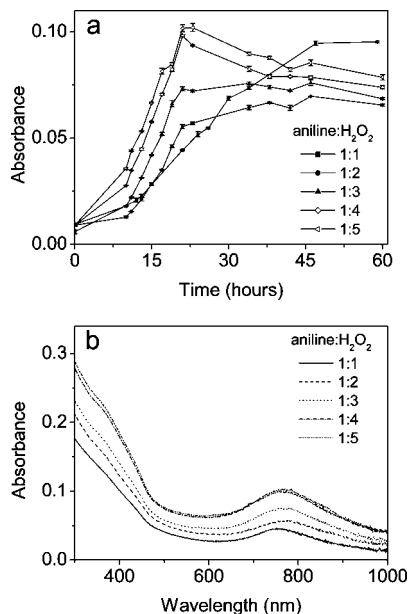 a
0.10
0.05
0.00
Absorbance
aniline:H₂O₂
1:1
1:2
1:3
1:4
1:5
0 15 30 45 60
Time (hours)
b
0.3
0.2
0.1
0.0
Absorbance
aniline:H₂O₂
1:1
1:2
1:3
1:4
1:5
400 600 800 1000
Wavelength (nm)